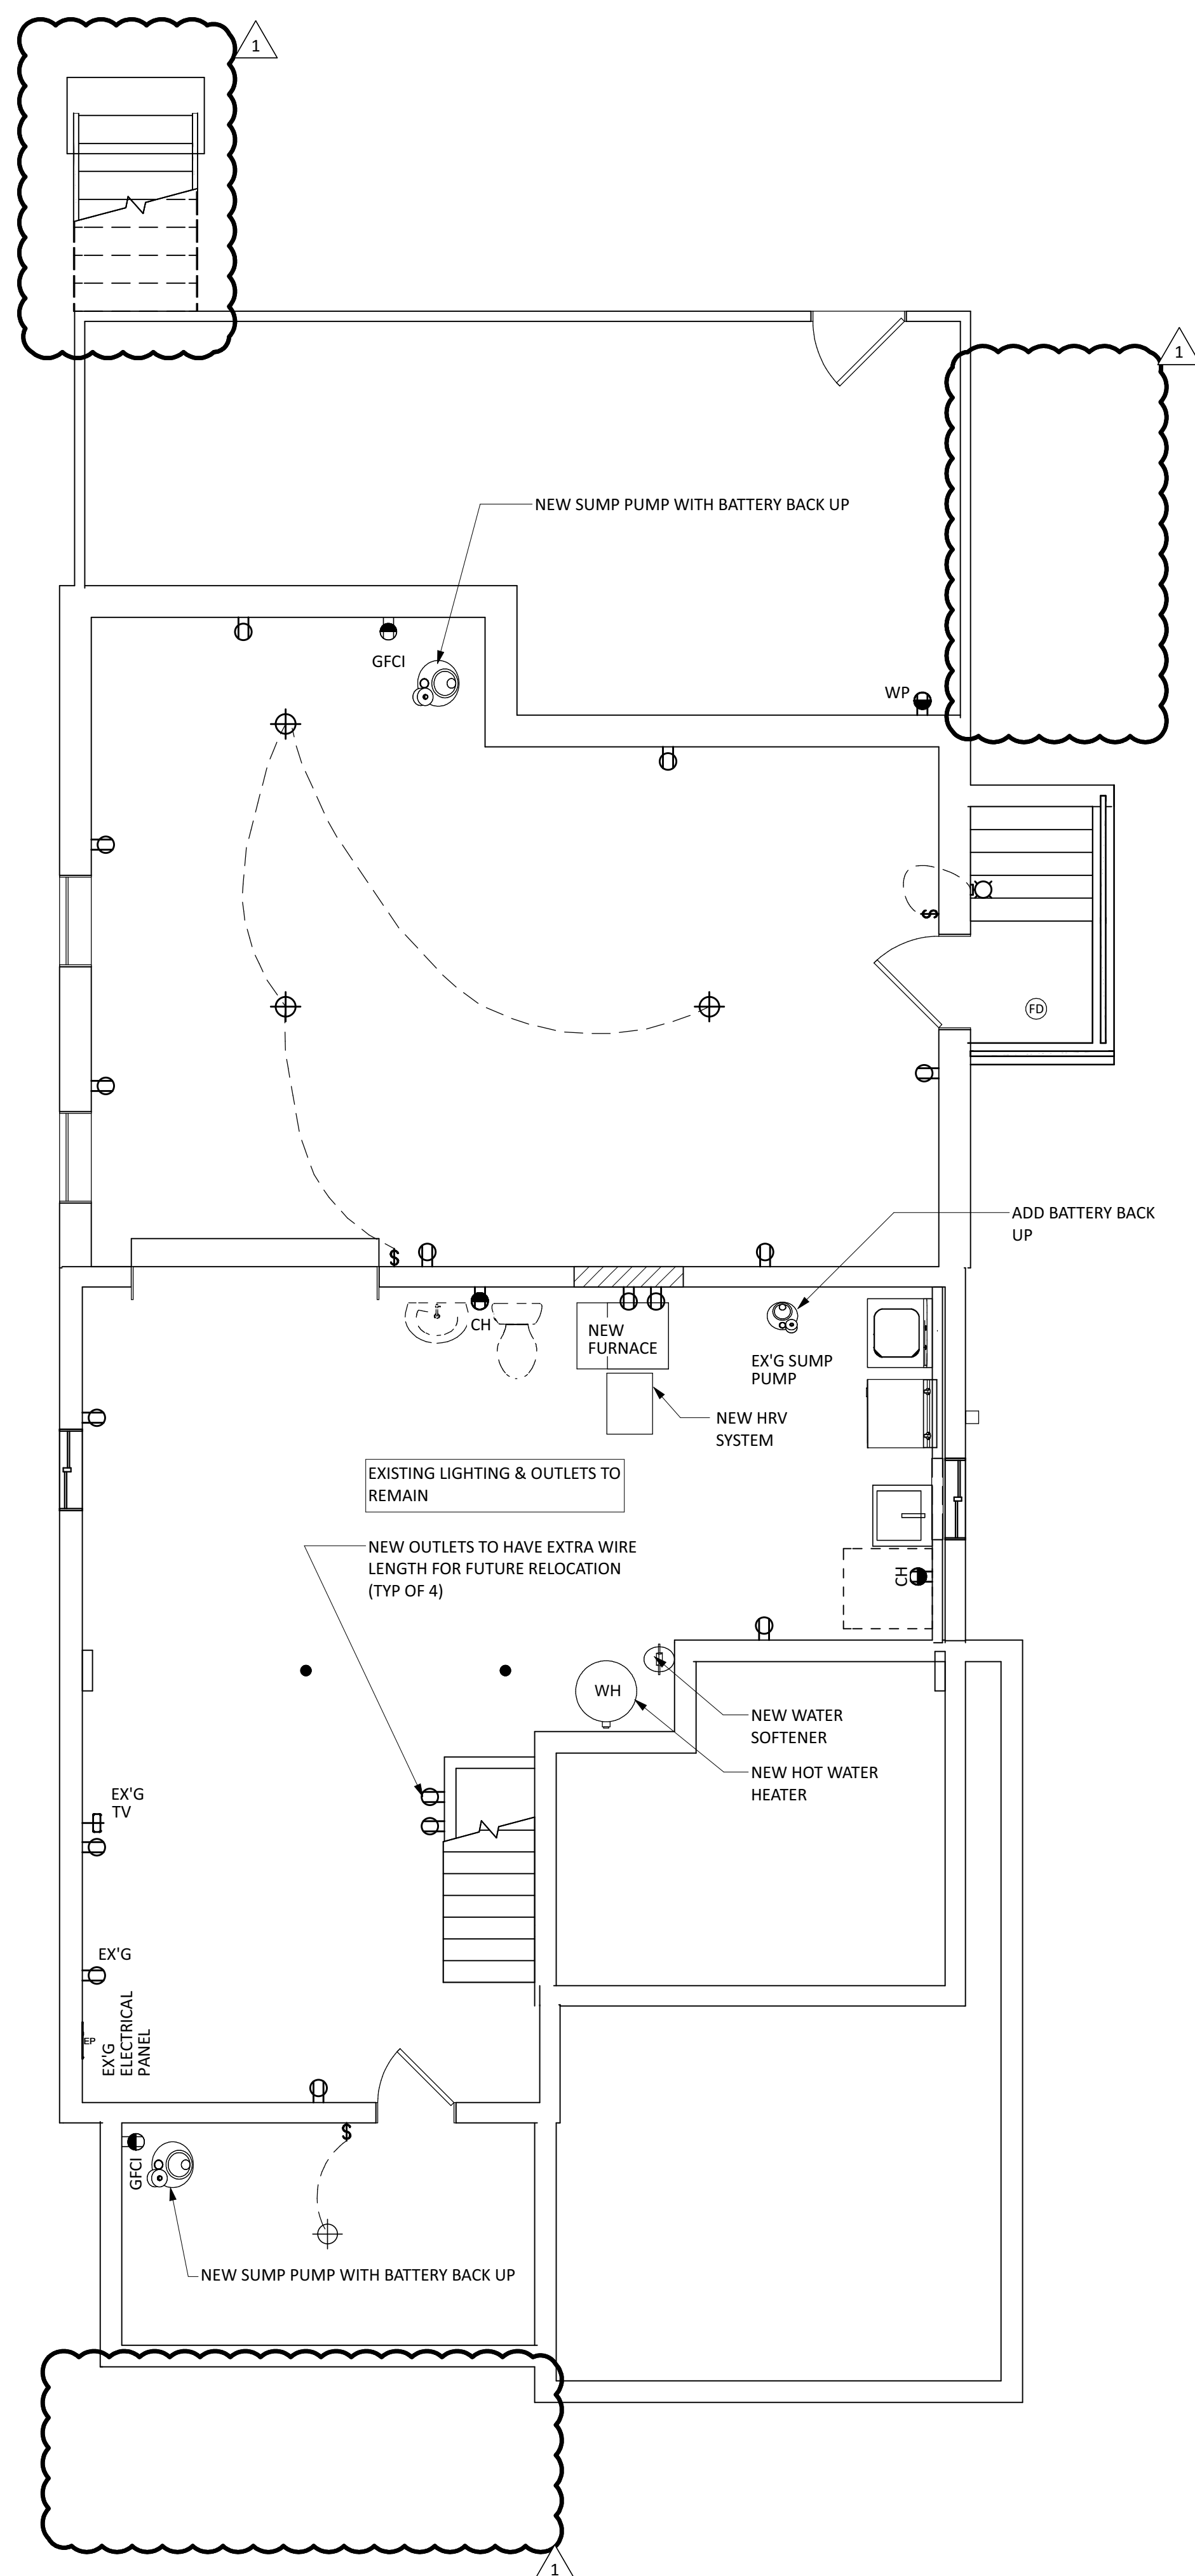 1
1
NEW SUMP PUMP WITH BATTERY BACK UP
GFCI
WP
$
FD
ADD BATTERY BACK
UP
$
CH
NEW
FURNACE
EX'G SUMP
PUMP
NEW HRV
SYSTEM
EXISTING LIGHTING & OUTLETS TO
REMAIN
NEW OUTLETS TO HAVE EXTRA WIRE
LENGTH FOR FUTURE RELOCATION
(TYP OF 4)
CH
WH
NEW WATER
SOFTENER
NEW HOT WATER
HEATER
EX'G
TV
EX'G
EP
EX'G
ELECTRICAL
PANEL
$
GFCI
NEW SUMP PUMP WITH BATTERY BACK UP
1